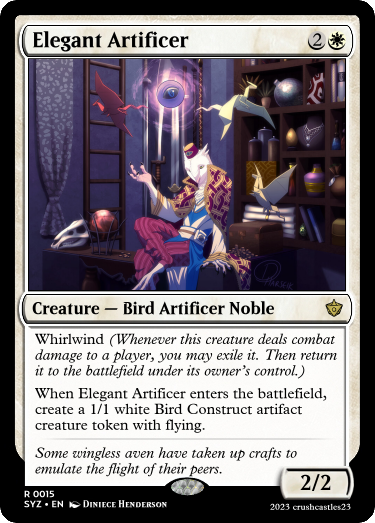 Elegant Artificer 2
Creature — Bird Artificer Noble
Whirlwind (Whenever this creature deals combat
damage to a player, you may exile it. Then return
it to the battlefield under its owner's control.)
When Elegant Artificer enters the battlefield,
create a 1/1 white Bird Construct artifact
creature token with flying.
Some wingless aven have taken up crafts to
emulate the flight of their peers.
2/2
R 0015
SYZ • EN Diniece Henderson
2023 crushcastles23